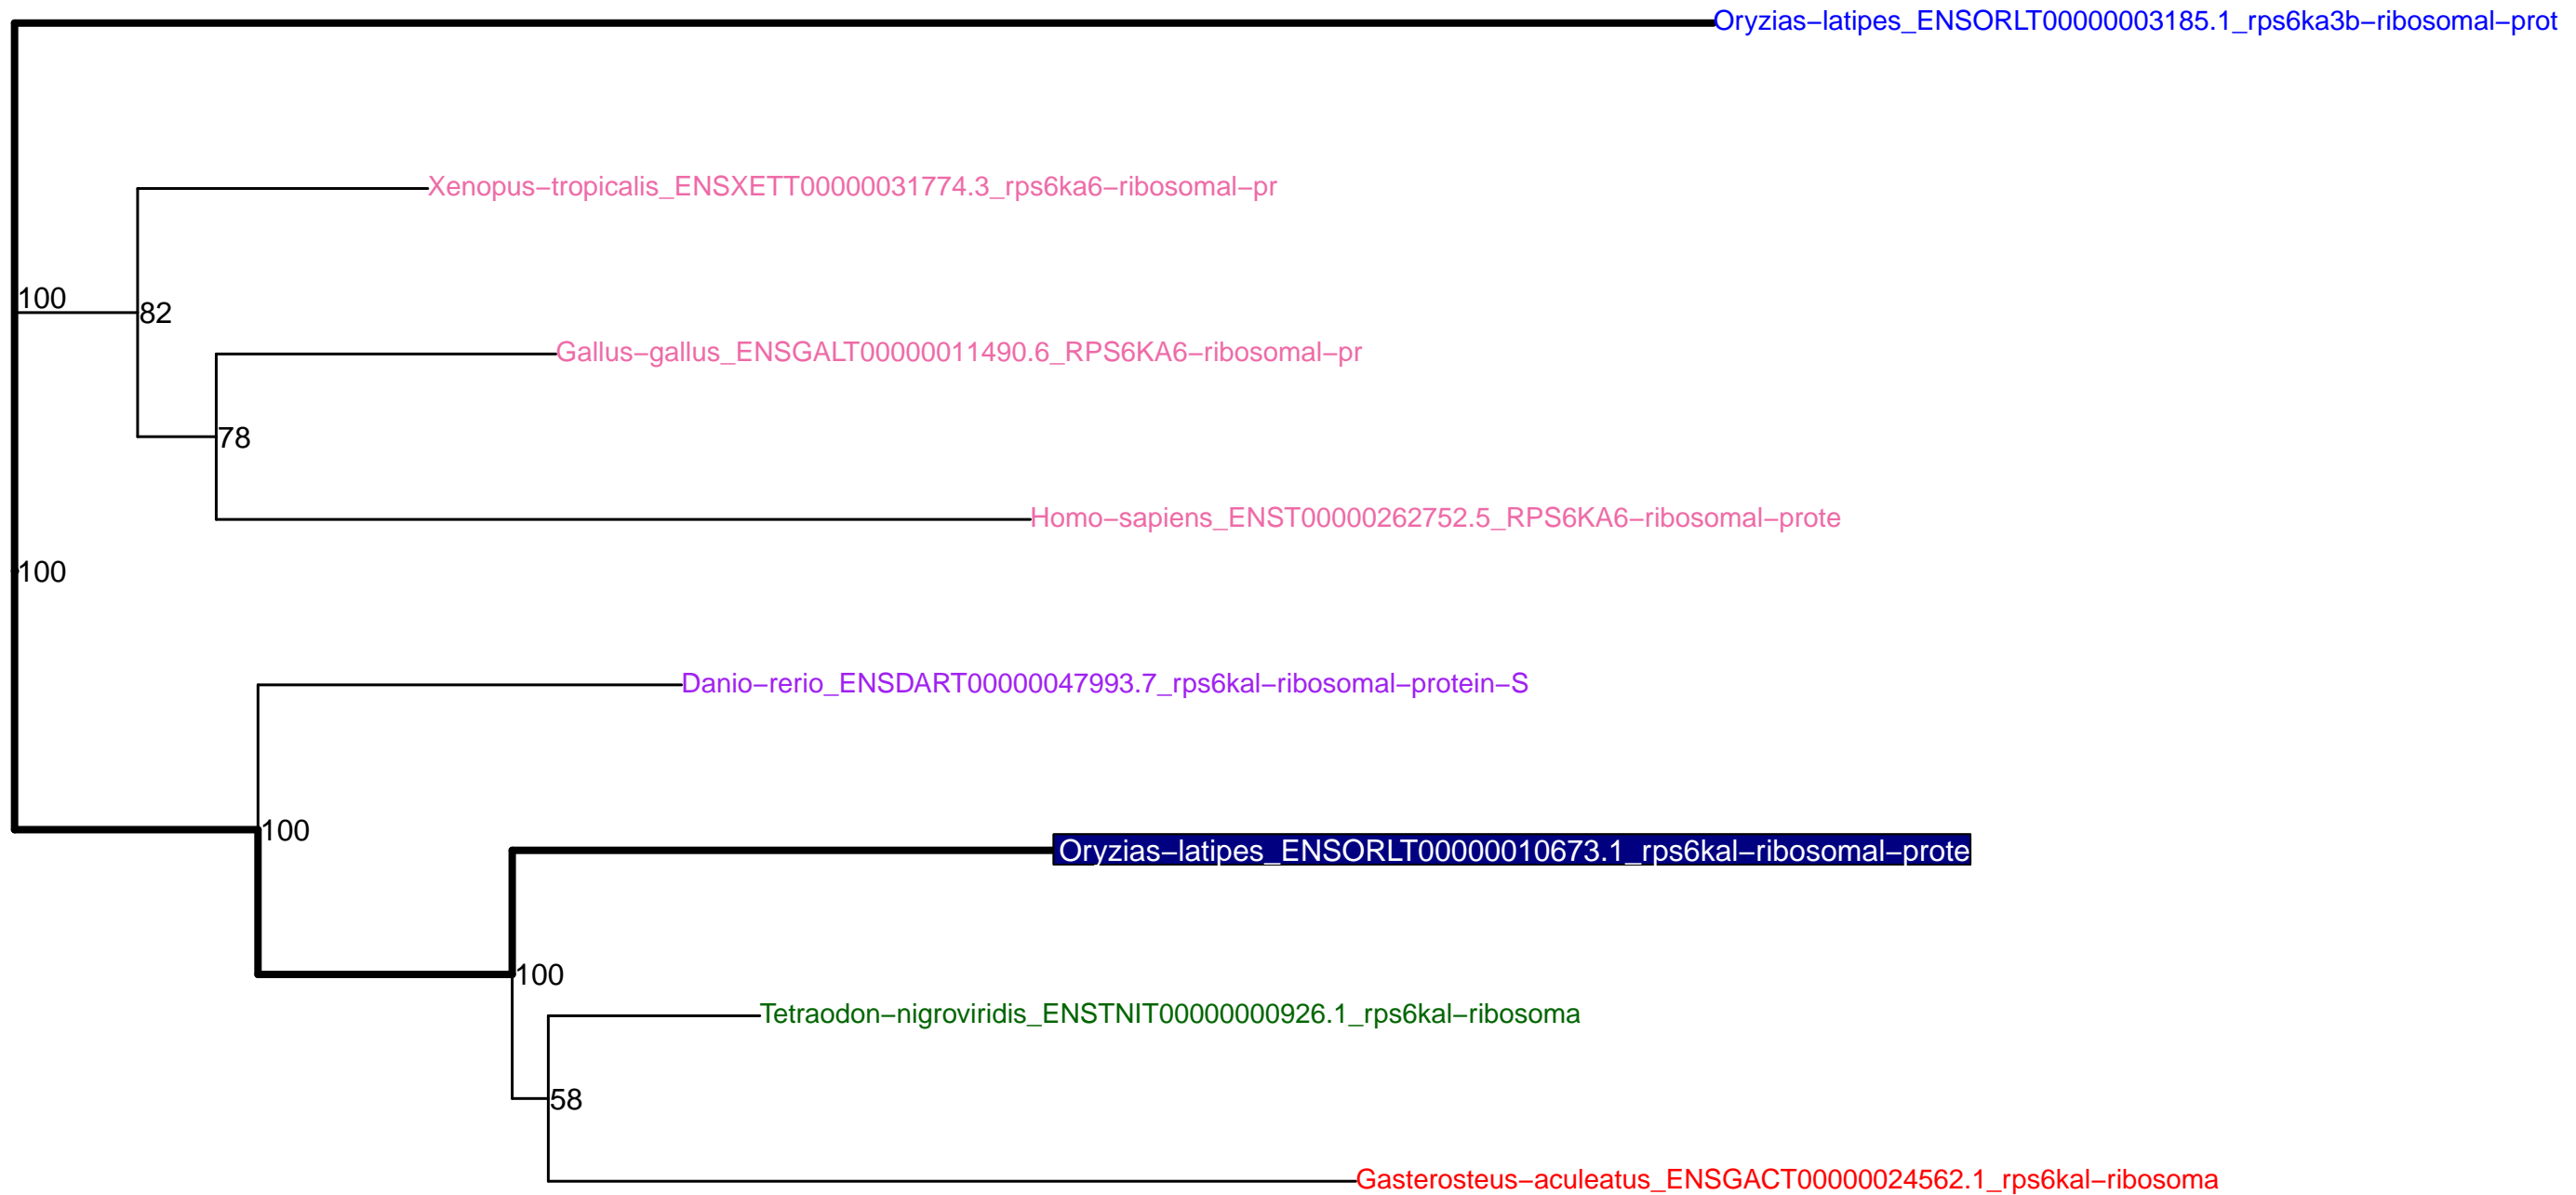 Oryzias−latipes_ENSORLT00000003185.1_rps6ka3b−ribosomal−prot
Xenopus−tropicalis_ENSXETT00000031774.3_rps6ka6−ribosomal−pr
100
82
Gallus−gallus_ENSGALT00000011490.6_RPS6KA6−ribosomal−pr
78
Homo−sapiens_ENST00000262752.5_RPS6KA6−ribosomal−prote
100
Danio−rerio_ENSDART00000047993.7_rps6kal−ribosomal−protein−S
100
Oryzias−latipes_ENSORLT00000010673.1_rps6kal−ribosomal−prote
100
Tetraodon−nigroviridis_ENSTNIT00000000926.1_rps6kal−ribosoma
58
Gasterosteus−aculeatus_ENSGACT00000024562.1_rps6kal−ribosoma